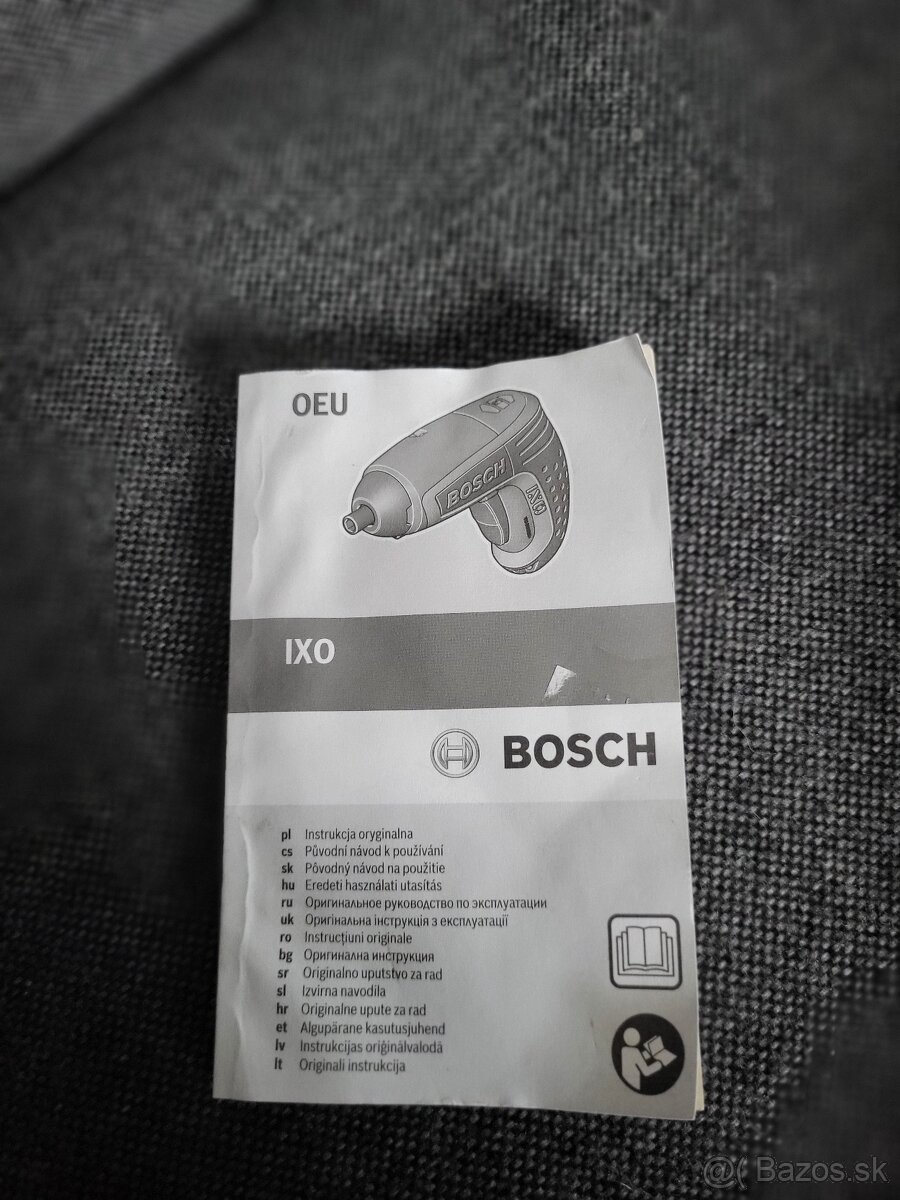 OEU
BOSCH
IXO
IXO
BOSCH
pl Instrukcja oryginalna
cs Původní návod k používání
sk Pôvodný návod na použitie
hu Eredeti használati utasítás
ru Оригинальное руководство по эксплуатации
uk Оригінальна інструкція з експлуатації
ro Instrucțiuni originale
bg Оригинална инструкция
sr Originalno uputstvo za rad
sl Izvirna navodila
hr Originalne upute za rad
et Algupärane kasutusjuhend
lv Instrukcijas oriģinālvalodā
lt Originali instrukcija
@( Bazos.sk